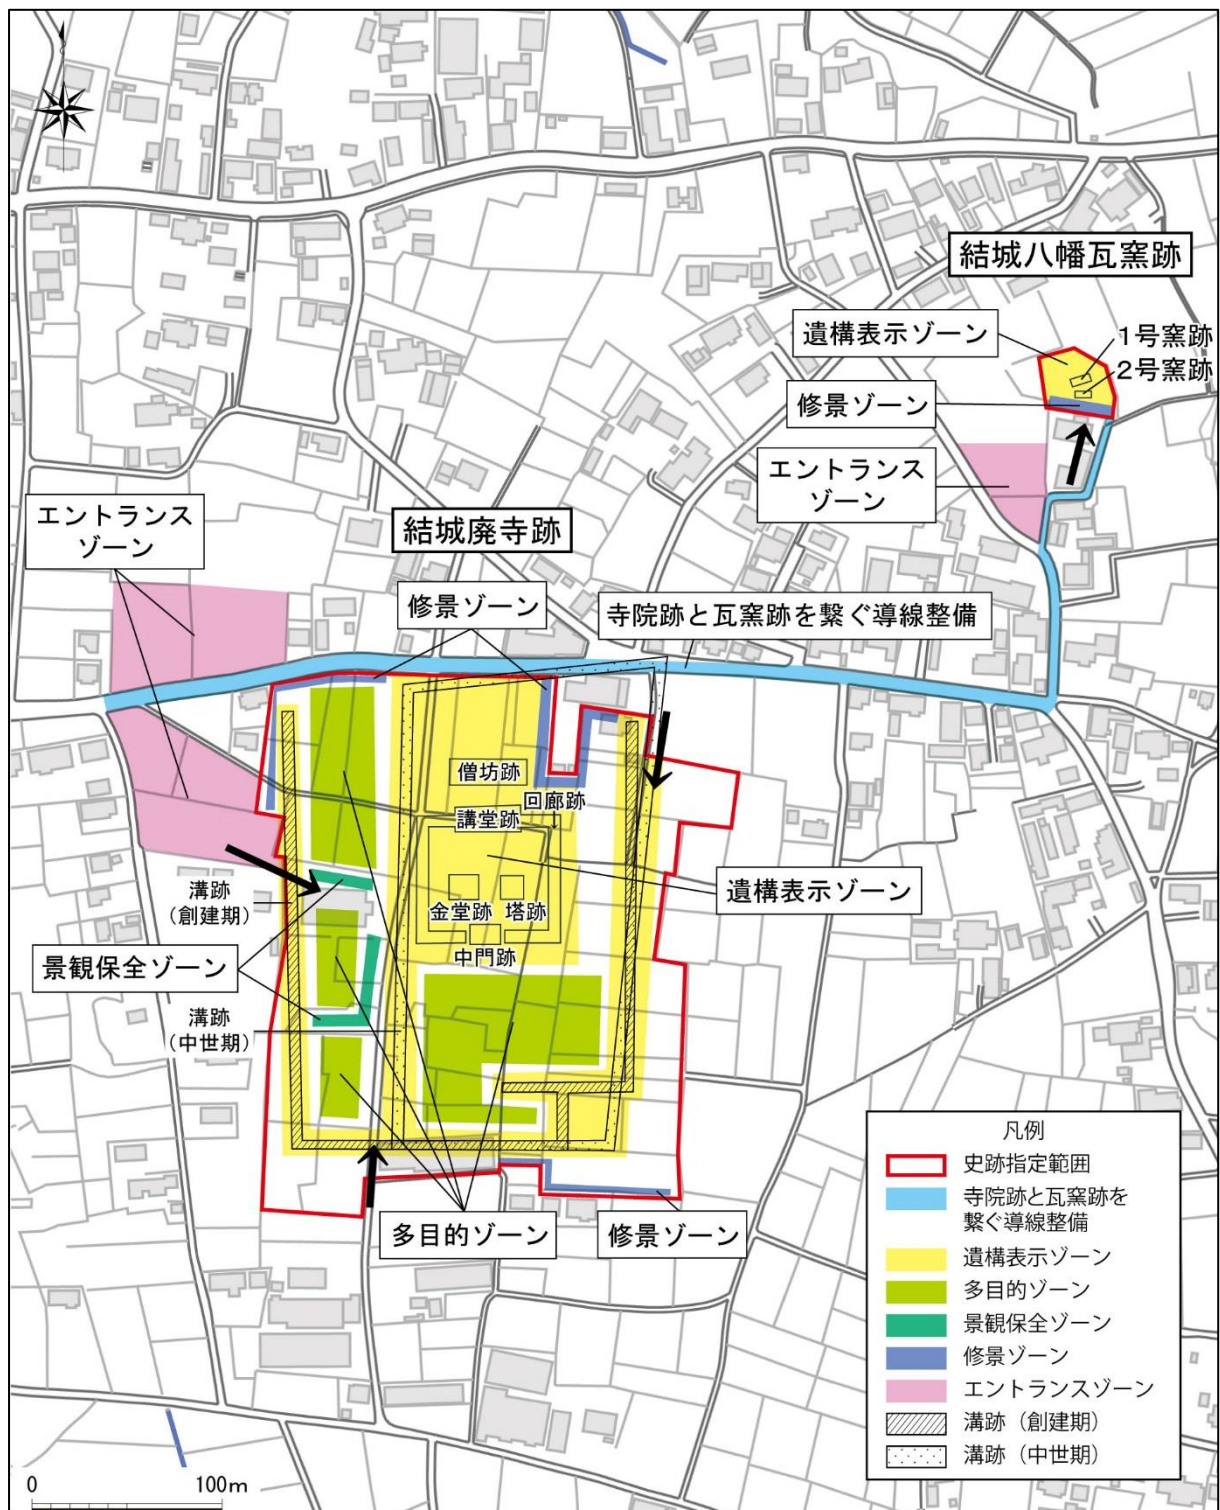 結城八幡瓦窯跡
遺構表示ゾーン
1号窯跡
2号窯跡
修景ゾーン
エントランス
ゾーン
エントランス
ゾーン
結城廃寺跡
修景ゾーン
寺院跡と瓦窯跡を繋ぐ導線整備
僧坊跡
回廊跡
講堂跡
遺構表示ゾーン
溝跡
(創建期)
金堂跡
塔跡
中門跡
景観保全ゾーン
溝跡
(中世期)
多目的ゾーン
修景ゾーン
凡例
史跡指定範囲
寺院跡と瓦窯跡を
繋ぐ導線整備
遺構表示ゾーン
多目的ゾーン
景観保全ゾーン
修景ゾーン
エントランスゾーン
溝跡（創建期）
溝跡（中世期）
0 100m